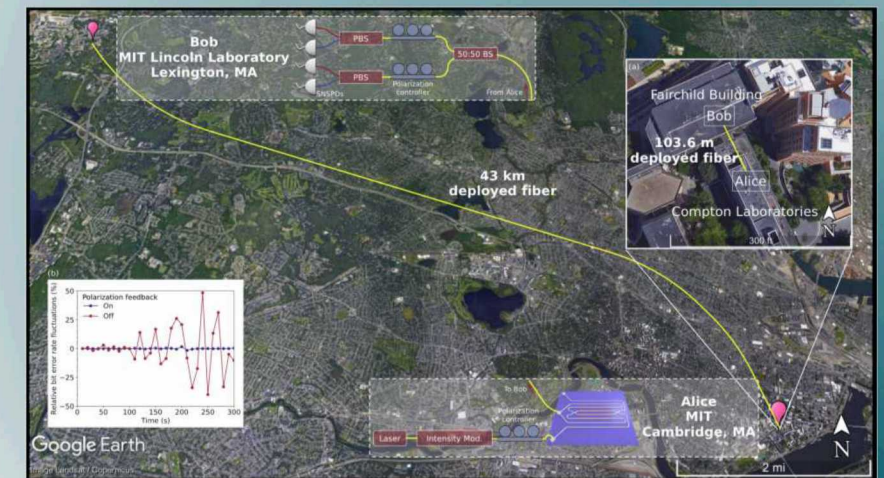 Bob
MIT Lincoln Laboratory
Lexington, MA
PBS
PBS
SNSPDs
Polarization
controller
50:50 BS
From Alice
43 km
deployed fiber
(a)
Fairchild Building
Bob
103.6 m
deployed fiber
Alice
Compton Laboratories
N
300 ft
(b)
Relative bit error rate fluctuations (%)
50
25
0
−25
−50
Polarization feedback
On
Off
0
50
100
150
200
250
300
Time (s)
To Bob
Polarization
controller
Laser
Intensity Mod.
Alice
MIT
Cambridge, MA
N
2 mi
Google Earth
Image Landsat / Copernicus